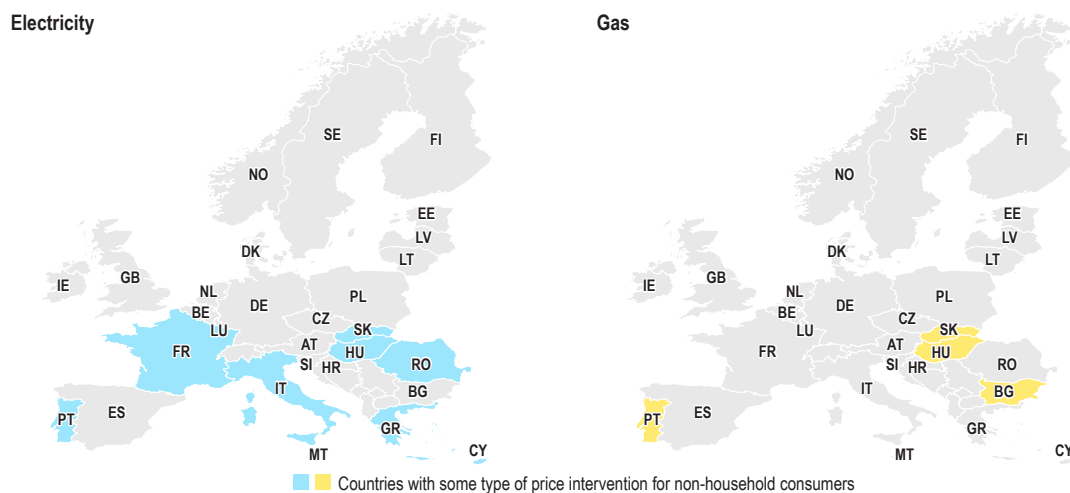 Electricity
SE
FI
NO
EE
LV
LT
DK
IE
GB
NL
BE
LU
DE
PL
CZ
SK
FR
AT
HU
SI
HR
RO
IT
BG
PT
ES
GR
MT
CY
Gas
SE
FI
NO
EE
LV
LT
DK
IE
GB
NL
BE
LU
DE
PL
CZ
SK
FR
AT
HU
SI
HR
RO
IT
BG
PT
ES
GR
MT
CY
Countries with some type of price intervention for non-household consumers